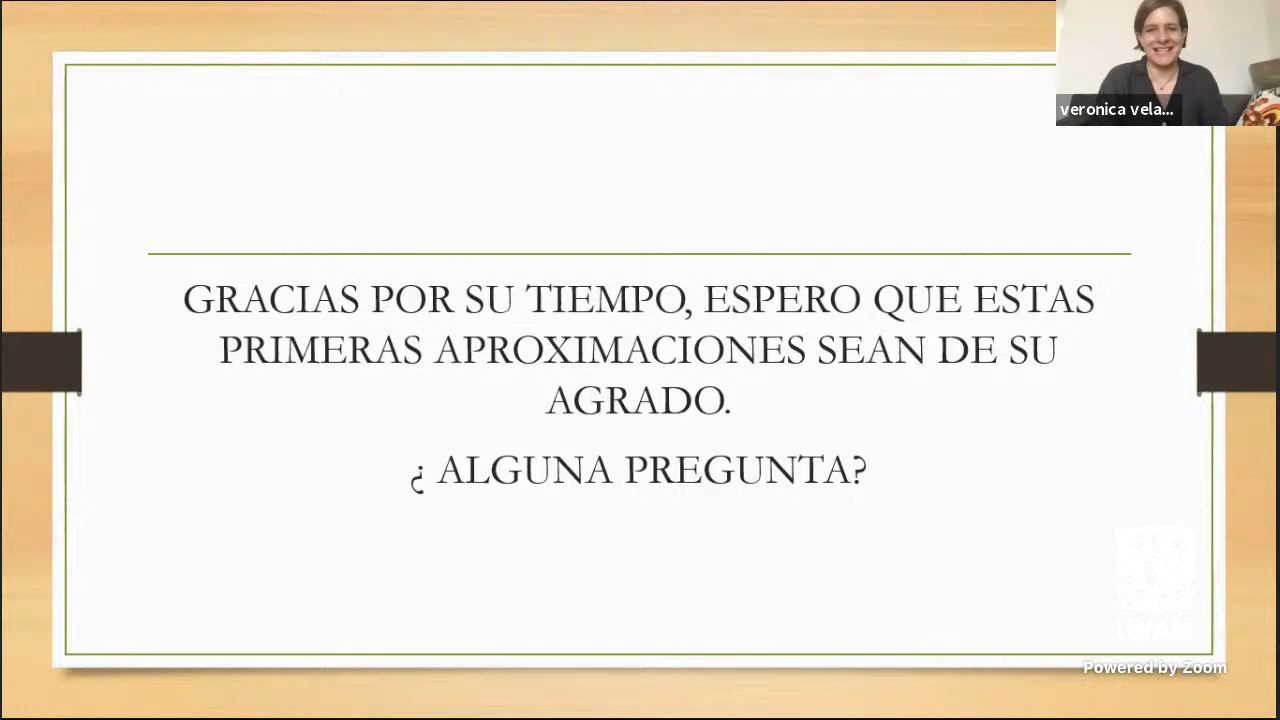 veronica vela...
GRACIAS POR SU TIEMPO, ESPERO QUE ESTAS
PRIMERAS APROXIMACIONES SEAN DE SU
AGRADO.
¿ ALGUNA PREGUNTA?
UNAM
Powered by Zoom